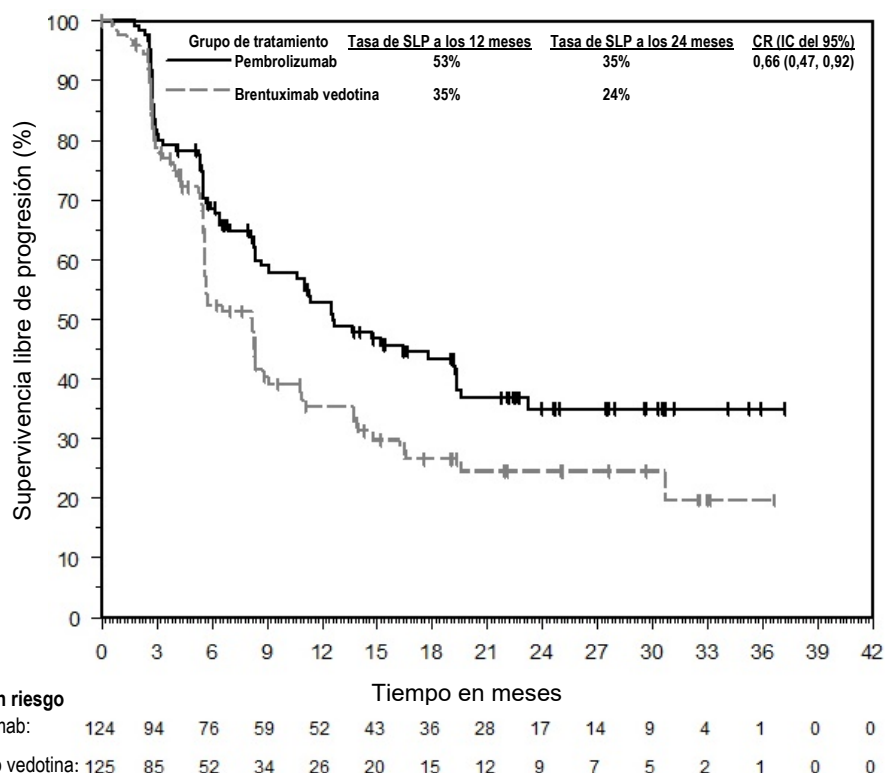 Grupo de tratamiento Tasa de SLP a los 12 meses Tasa de SLP a los 24 meses CR (IC del 95%)
Pembrolizumab 53% 35% 0,66 (0,47, 0,92)
Brentuximab vedotina 35% 24%
Supervivencia libre de progresión (%)
100
90
80
70
60
50
40
30
20
10
0
0 3 6 9 12 15 18 21 24 27 30 33 36 39 42
Tiempo en meses
n riesgo
mab: 124 94 76 59 52 43 36 28 17 14 9 4 1 0 0
vedotina: 125 85 52 34 26 20 15 12 9 7 5 2 1 0 0